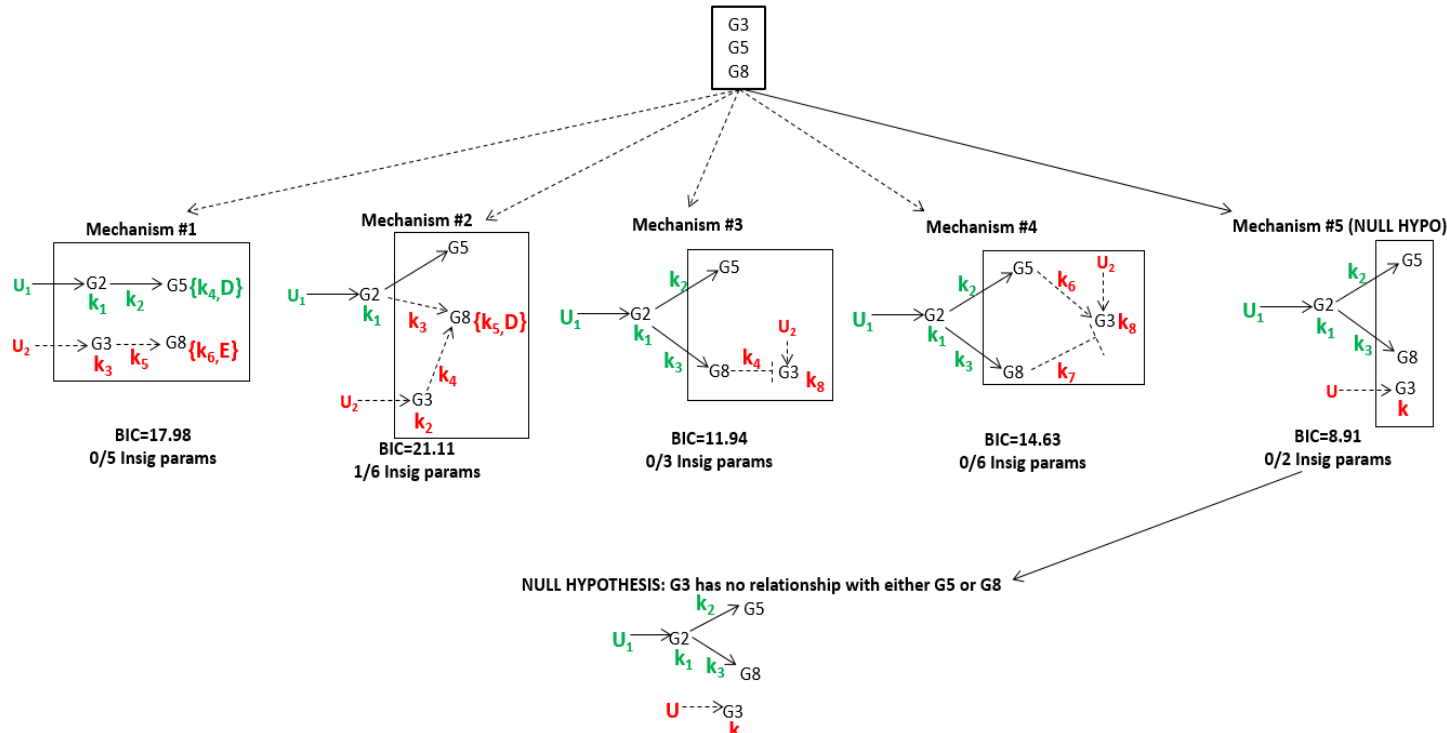 G3
G5
G8
Mechanism #1
U₁ G2 G5 {k₄,D}
k₁ k₂
U₂ G3 G8 {k₆,E}
k₃ k₅
BIC=17.98
0/5 Insig params
Mechanism #2
G5
U₁ G2
k₁ k₃ G8 {k₅,D}
k₄
U₂ G3
k₂
BIC=21.11
1/6 Insig params
Mechanism #3
G5
k₂
U₁ G2
k₁ U₂
k₃ k₄
G8 G3 k₈
BIC=11.94
0/3 Insig params
Mechanism #4
G5 U₂
k₂ k₆
U₁ G2 G3 k₈
k₁
k₃ G8 k₇
BIC=14.63
0/6 Insig params
Mechanism #5 (NULL HYPO)
G5
k₂
U₁ G2
k₁ k₃
G8
U G3
k
BIC=8.91
0/2 Insig params
NULL HYPOTHESIS: G3 has no relationship with either G5 or G8
k₂ G5
U₁ G2
k₁ k₃ G8
U G3
k